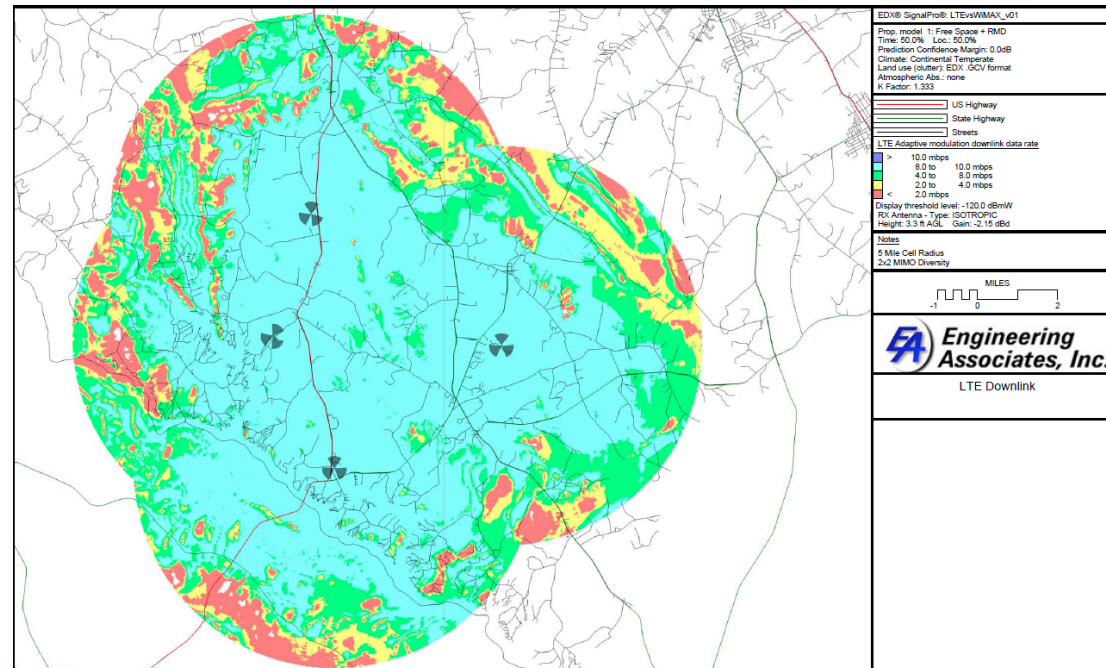 EDX® SignalPro®: LTEvsWiMAX_v01
Prop. model 1: Free Space + RMD
Time: 50.0% Loc.: 50.0%
Prediction Confidence Margin: 0.0dB
Climate: Continental Temperate
Land use (clutter): EDX .GCV format
Atmospheric Abs.: none
K Factor: 1.333
US Highway
State Highway
Streets
LTE Adaptive modulation downlink data rate
> 10.0 mbps
8.0 to 10.0 mbps
4.0 to 8.0 mbps
2.0 to 4.0 mbps
< 2.0 mbps
Display threshold level: -120.0 dBmW
RX Antenna - Type: ISOTROPIC
Height: 3.3 ft AGL Gain: -2.15 dBd
Notes
5 Mile Cell Radius
2x2 MIMO Diversity
MILES
-1 0 2
EA Engineering
Associates, Inc.
LTE Downlink